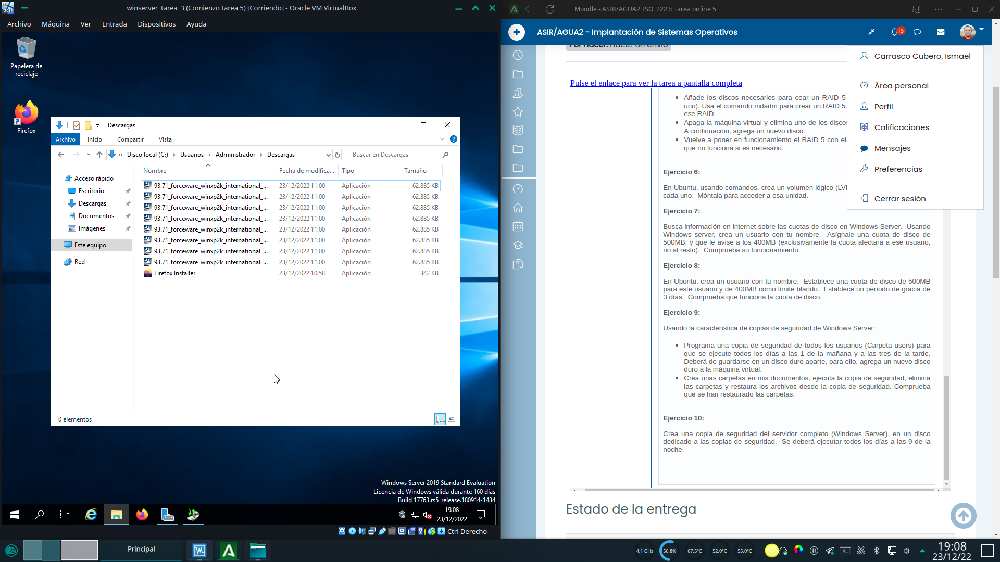 winserver_tarea_3 (Comienzo tarea 5) [Corriendo] - Oracle VM VirtualBox
Archivo Máquina Ver Entrada Dispositivos Ayuda
Papelera de
reciclaje
Firefox
Descargas
Archivo Inicio Compartir Vista
« Disco local (C:) > Usuarios > Administrador > Descargas
Buscar en Descargas
Acceso rápido
Escritorio
Descargas
Documentos
Imágenes
Este equipo
Red
Nombre Fecha de modifica... Tipo Tamaño
93.71_forceware_winxp2k_international_... 23/12/2022 11:00 Aplicación 62.885 KB
93.71_forceware_winxp2k_international_... 23/12/2022 11:00 Aplicación 62.885 KB
93.71_forceware_winxp2k_international_... 23/12/2022 11:00 Aplicación 62.885 KB
93.71_forceware_winxp2k_international_... 23/12/2022 11:00 Aplicación 62.885 KB
93.71_forceware_winxp2k_international_... 23/12/2022 11:00 Aplicación 62.885 KB
93.71_forceware_winxp2k_international_... 23/12/2022 11:00 Aplicación 62.885 KB
93.71_forceware_winxp2k_international_... 23/12/2022 11:00 Aplicación 62.885 KB
93.71_forceware_winxp2k_international_... 23/12/2022 11:00 Aplicación 62.885 KB
Firefox Installer 23/12/2022 10:58 Aplicación 342 KB
0 elementos
Windows Server 2019 Standard Evaluation
Licencia de Windows válida durante 160 días
Build 17763.rs5_release.180914-1434
19:08
23/12/2022
Ctrl Derecho
Moodle - ASIR/AGUA2_ISO_2223: Tarea online 5
ASIR/AGUA2 - Implantación de Sistemas Operativos
16
Por hacer: Hacer un envío
Carrasco Cubero, Ismael
Área personal
Perfil
Calificaciones
Mensajes
Preferencias
Cerrar sesión
Pulse el enlace para ver la tarea a pantalla completa
• Añade los discos necesarios para cear un RAID 5
uno). Usa el comando mdadm para crear un RAID 5.
ese RAID.
• Apaga la máquina virtual y elimina uno de los discos
A continuación, agrega un nuevo disco.
• Vuelve a poner en funcionamiento el RAID 5 con el
que no funciona si es necesario.
Ejercicio 6:
En Ubuntu, usando comandos, crea un volumen lógico (LVM
cada uno. Móntala para acceder a esa unidad.
Ejercicio 7:
Busca información en internet sobre las cuotas de disco en Windows Server. Usando
Windows server, crea un usuario con tu nombre. Asígnale una cuota de disco de
500MB, y que le avise a los 400MB (exclusivamente la cuota afectará a ese usuario,
no al resto). Comprueba su funcionamiento.
Ejercicio 8:
En Ubuntu, crea un usuario con tu nombre. Establece una cuota de disco de 500MB
para este usuario y de 400MB como límite blando. Establece un período de gracia de
3 días. Comprueba que funciona la cuota de disco.
Ejercicio 9:
Usando la característica de copias de seguridad de Windows Server:
• Programa una copia de seguridad de todos los usuarios (Carpeta users) para
que se ejecute todos los días a las 1 de la mañana y a las tres de la tarde.
Deberá de guardarse en un disco duro aparte, para ello, agrega un nuevo disco
duro a la máquina virtual.
• Crea unas carpetas en mis documentos, ejecuta la copia de seguridad, elimina
las carpetas y restaura los archivos desde la copia de seguridad. Comprueba
que se han restaurado las carpetas.
Ejercicio 10:
Crea una copia de seguridad del servidor completo (Windows Server), en un disco
dedicado a las copias de seguridad. Se deberá ejecutar todos los días a las 9 de la
noche.
Estado de la entrega
Principal
4,1 GHz 56,8% 67,5°C 52,0°C 55,0°C
19:08
23/12/22